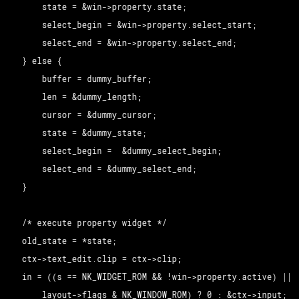 state = &win->property.state;
select_begin = &win->property.select_start;
select_end = &win->property.select_end;
} else {
buffer = dummy_buffer;
len = &dummy_length;
cursor = &dummy_cursor;
state = &dummy_state;
select_begin =  &dummy_select_begin;
select_end = &dummy_select_end;
}
/* execute property widget */
old_state = *state;
ctx->text_edit.clip = ctx->clip;
in = ((s == NK_WIDGET_ROM && !win->property.active) ||
layout->flags & NK_WINDOW_ROM) ? 0 : &ctx->input;